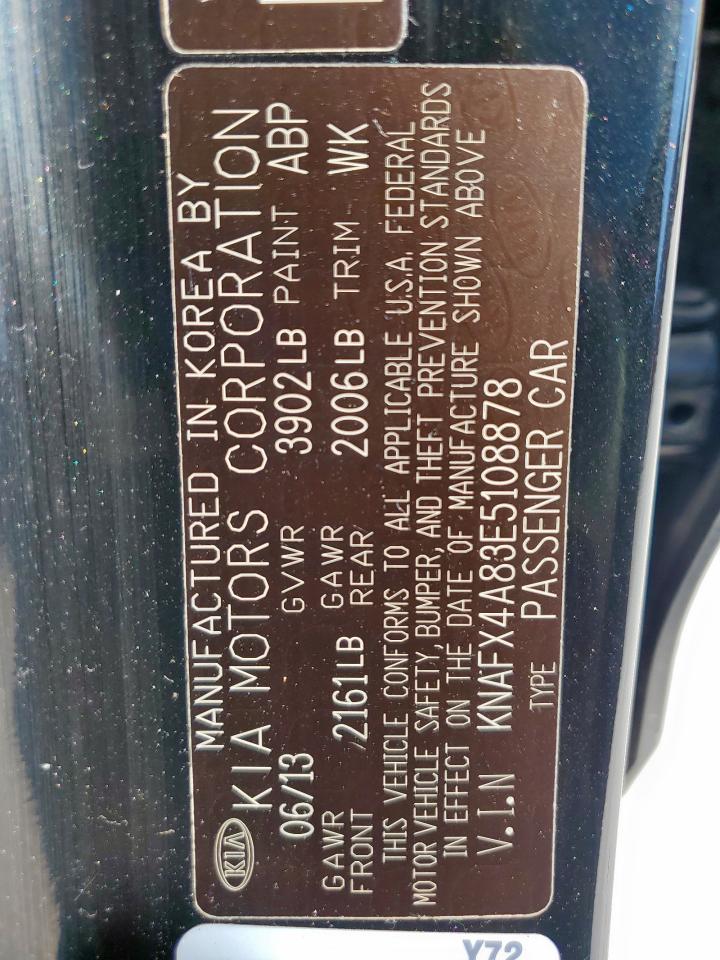 MANUFACTURED IN KOREA BY
KIA KIA MOTORS CORPORATION
06/13 GVWR 3902LB PAINT ABP
GAWR FRONT 2161LB GAWR REAR 2006LB TRIM WK
THIS VEHICLE CONFORMS TO ALL APPLICABLE U.S.A. FEDERAL
MOTOR VEHICLE SAFETY, BUMPER, AND THEFT PREVENTION STANDARDS
IN EFFECT ON THE DATE OF MANUFACTURE SHOWN ABOVE
V.I.N KNAFX4A83E5108878
TYPE PASSENGER CAR
Y72